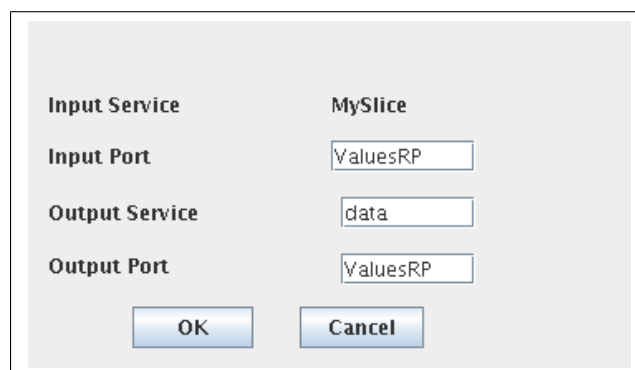 Input Service MySlice
Input Port ValuesRP
Output Service data
Output Port ValuesRP
OK Cancel